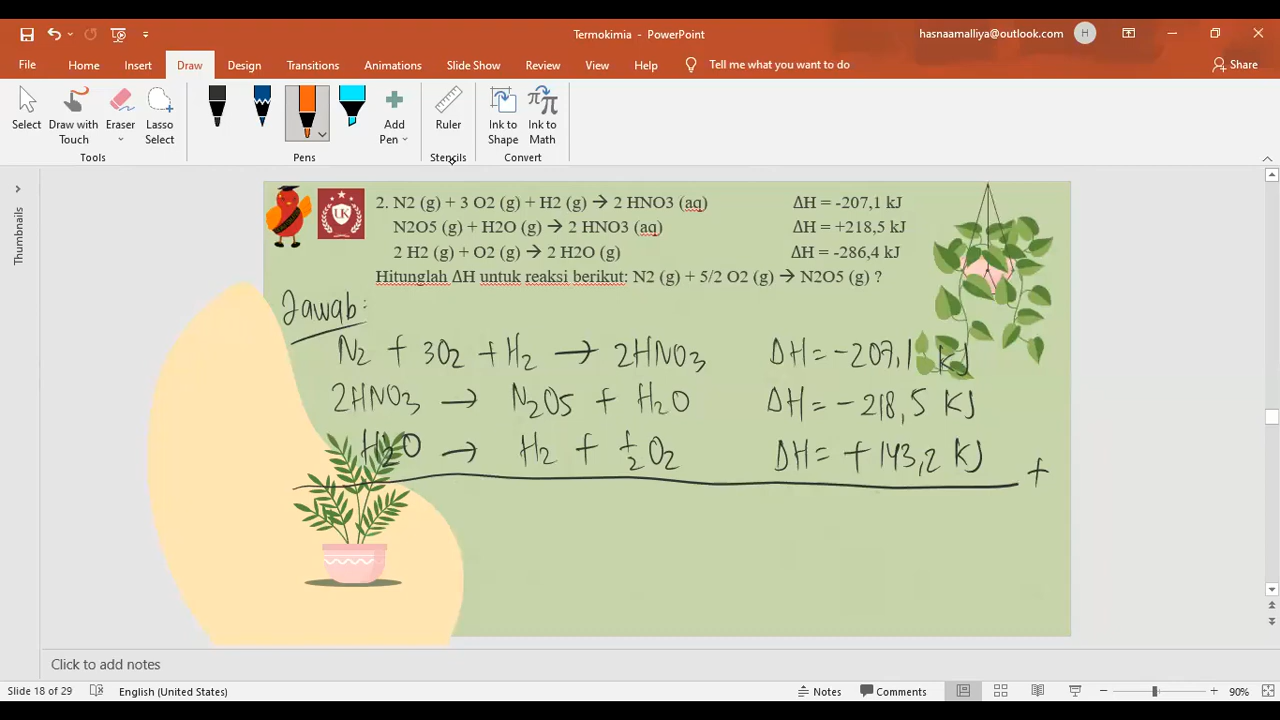 Termokimia - PowerPoint
hasnaamalliya@outlook.com H
File Home Insert Draw Design Transitions Animations Slide Show Review View Help Tell me what you want to do Share
Select Draw with Touch Eraser Lasso Select Add Pen Ruler Ink to Shape Ink to Math
Tools Pens Stencils Convert
Thumbnails
UK
2. N2 (g) + 3 O2 (g) + H2 (g) → 2 HNO3 (aq) ΔH = -207,1 kJ
N2O5 (g) + H2O (g) → 2 HNO3 (aq) ΔH = +218,5 kJ
2 H2 (g) + O2 (g) → 2 H2O (g) ΔH = -286,4 kJ
Hitunglah ΔH untuk reaksi berikut: N2 (g) + 5/2 O2 (g) → N2O5 (g) ?
Jawab:
N2 + 3O2 + H2 → 2HNO3 ΔH = -207,1 KJ
2HNO3 → N2O5 + H2O ΔH = -218,5 KJ
H2O → H2 + 1/2 O2 ΔH = +143,2 KJ
+
Click to add notes
Slide 18 of 29 English (United States) Notes Comments 90%